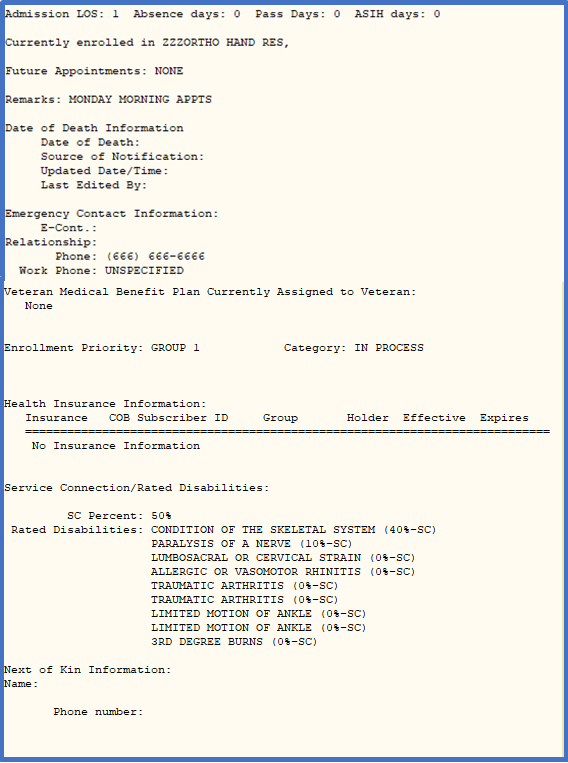 Admission LOS: 1  Absence days: 0  Pass Days: 0  ASIH days: 0
Currently enrolled in ZZZORTHO HAND RES,
Future Appointments: NONE
Remarks: MONDAY MORNING APPTS
Date of Death Information
Date of Death:
Source of Notification:
Updated Date/Time:
Last Edited By:
Emergency Contact Information:
E-Cont.:
Relationship:
Phone: (666) 666-6666
Work Phone: UNSPECIFIED
Veteran Medical Benefit Plan Currently Assigned to Veteran:
None
Enrollment Priority: GROUP 1            Category: IN PROCESS
Health Insurance Information:
Insurance   COB Subscriber ID     Group       Holder  Effective  Expires
===========================================================================
No Insurance Information
Service Connection/Rated Disabilities:
SC Percent: 50%
Rated Disabilities: CONDITION OF THE SKELETAL SYSTEM (40%-SC)
PARALYSIS OF A NERVE (10%-SC)
LUMBOSACRAL OR CERVICAL STRAIN (0%-SC)
ALLERGIC OR VASOMOTOR RHINITIS (0%-SC)
TRAUMATIC ARTHRITIS (0%-SC)
TRAUMATIC ARTHRITIS (0%-SC)
LIMITED MOTION OF ANKLE (0%-SC)
LIMITED MOTION OF ANKLE (0%-SC)
3RD DEGREE BURNS (0%-SC)
Next of Kin Information:
Name:
Phone number: